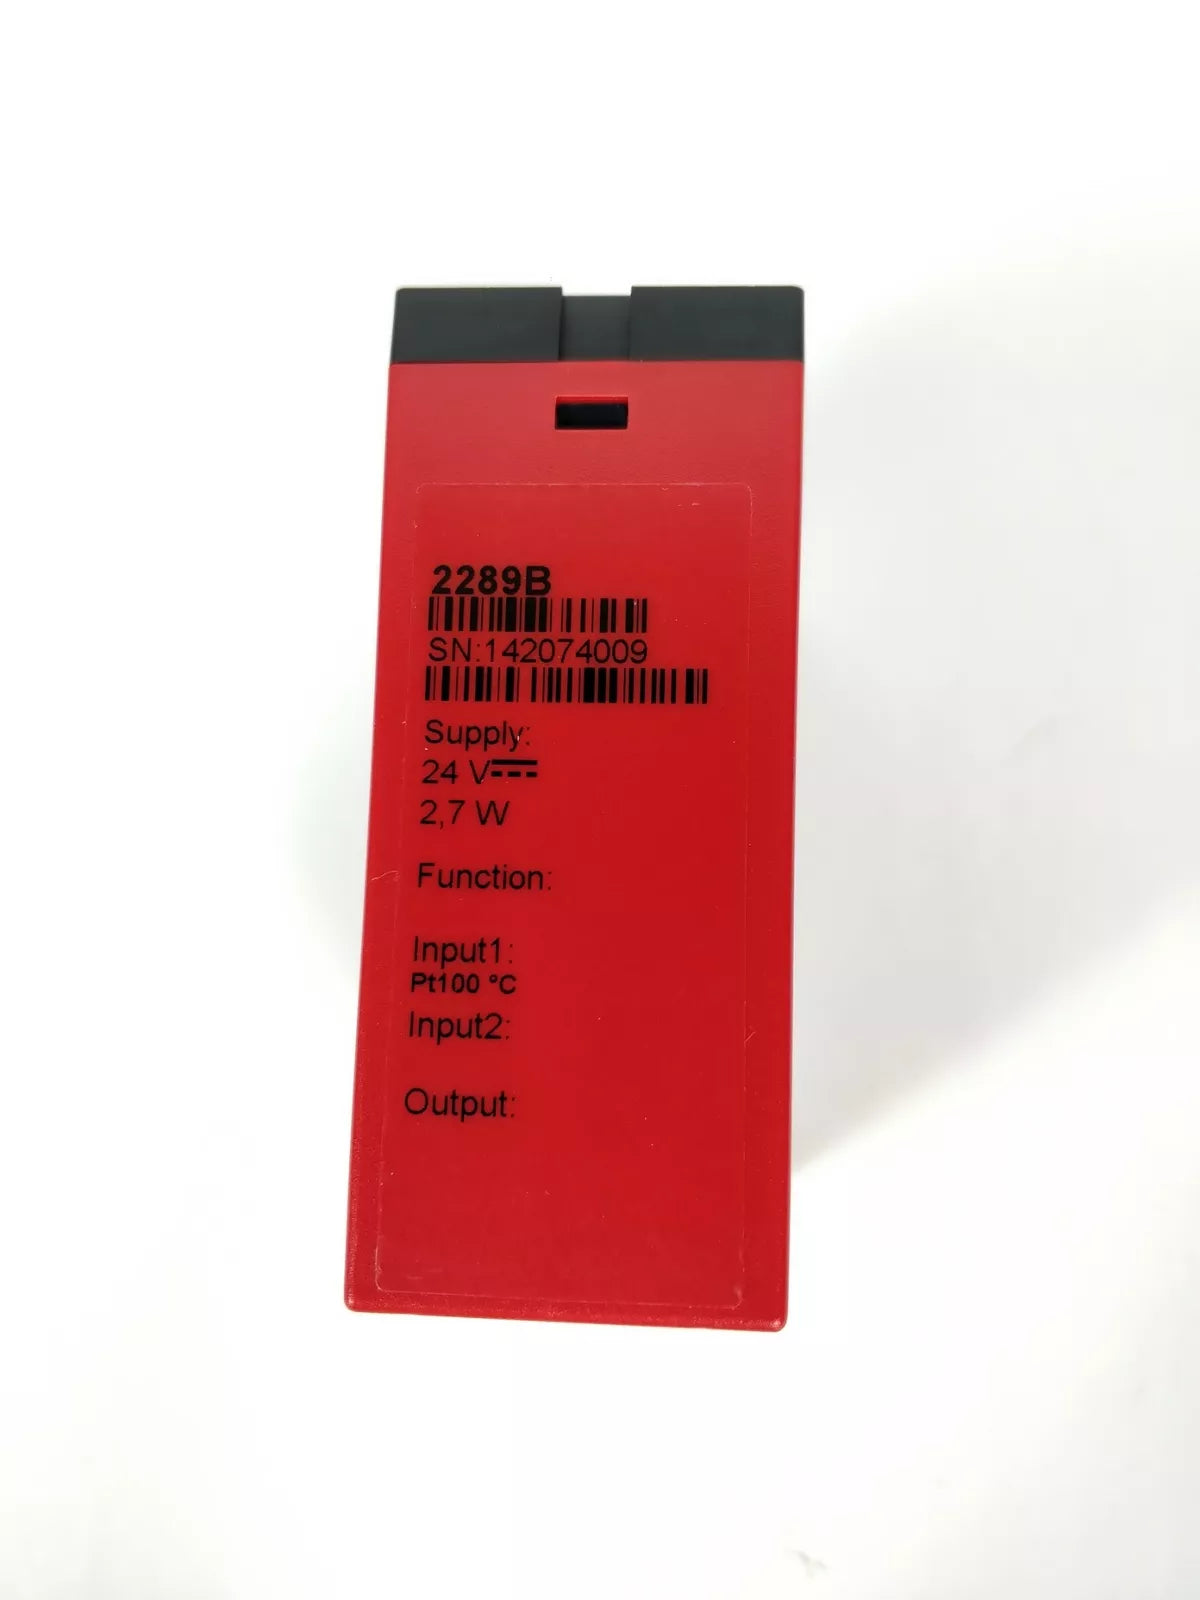 2289B
SN:142074009
Supply:
24 V⎓
2,7 W
Function:
Input1:
Pt100 °C
Input2:
Output: